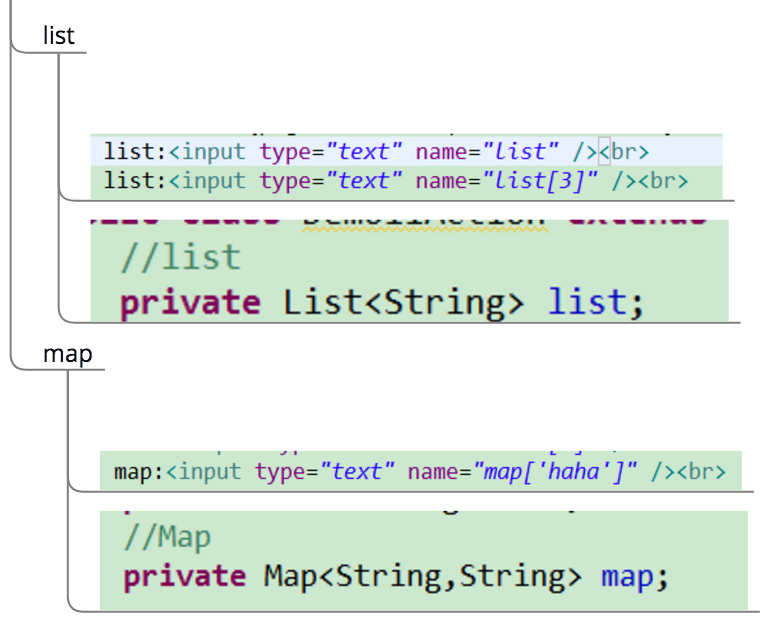 list
list:<input type="text" name="list" /><br>
list:<input type="text" name="list[3]" /><br>
//list
private List<String> list;
map
map:<input type="text" name="map['haha']" /><br>
//Map
private Map<String,String> map;